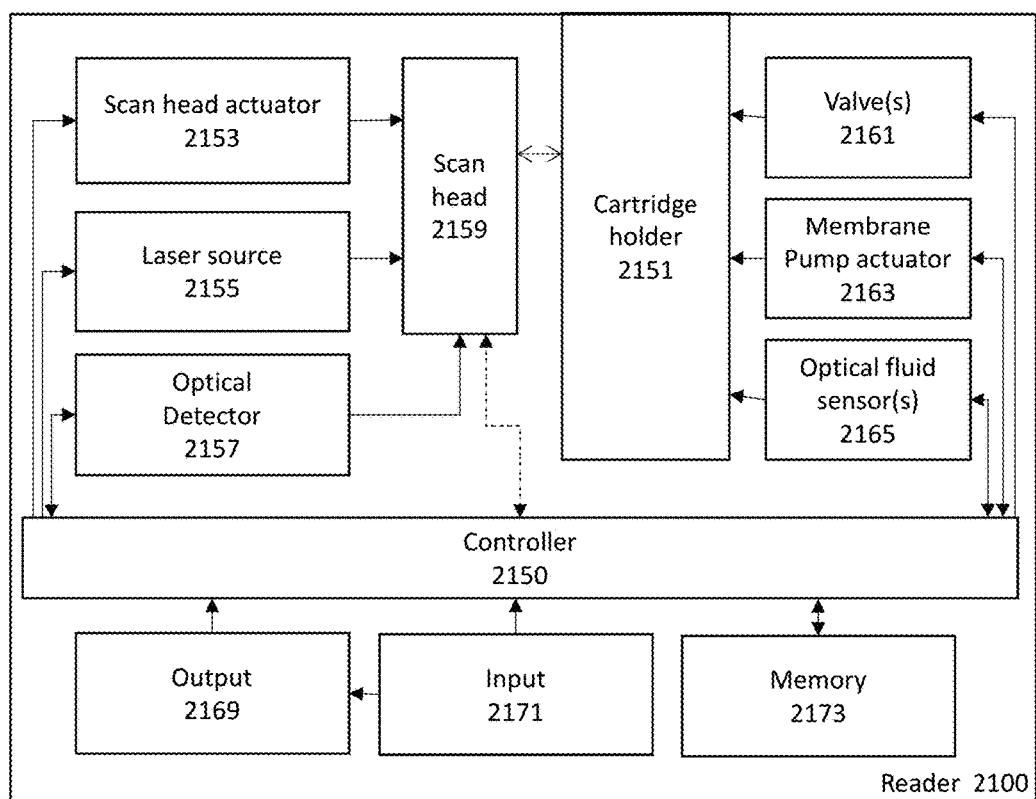 Scan head actuator
2153
Laser source
2155
Optical
Detector
2157
Scan
head
2159
Cartridge
holder
2151
Valve(s)
2161
Membrane
Pump actuator
2163
Optical fluid
sensor(s)
2165
Controller
2150
Output
2169
Input
2171
Memory
2173
Reader 2100